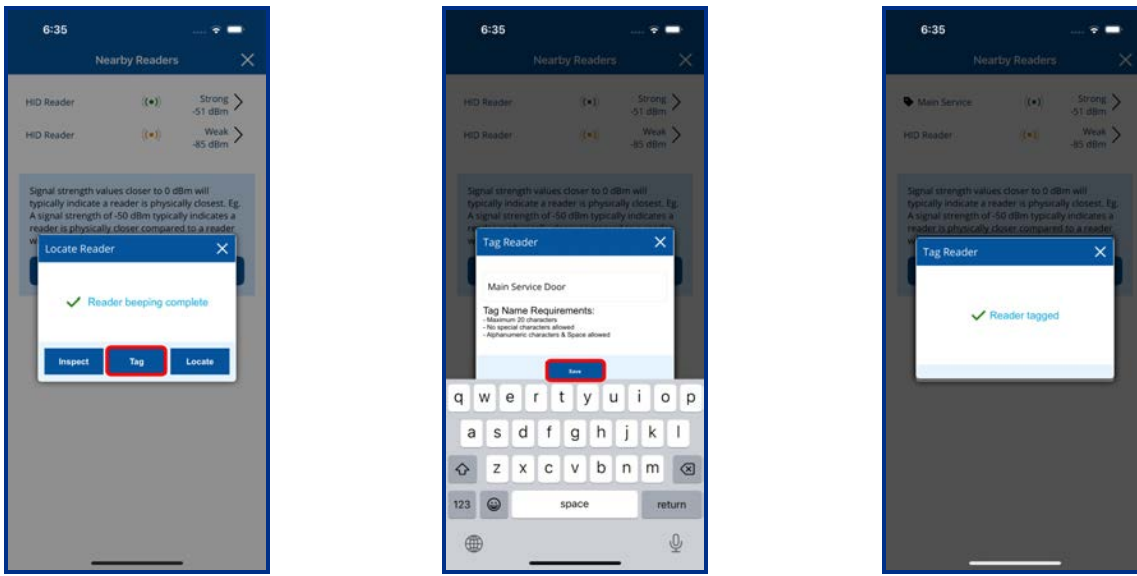 6:35
Nearby Readers
HID Reader
Strong
-51 dBm
HID Reader
Weak
-85 dBm
Signal strength values closer to 0 dBm will
typically indicate a reader is physically closest. Eg.
A signal strength of -50 dBm typically indicates a
reader is physically closer compared to a reader
Locate Reader
Reader beeping complete
Inspect
Tag
Locate
6:35
Nearby Readers
HID Reader
Strong
-51 dBm
HID Reader
Weak
-85 dBm
Signal strength values closer to 0 dBm will
typically indicate a reader is physically closest. Eg.
A signal strength of -50 dBm typically indicates a
Tag Reader
Main Service Door
Tag Name Requirements:
- Maximum 20 characters
- No special characters allowed
- Alphanumeric characters & Space allowed
Save
q w e r t y u i o p
a s d f g h j k l
z x c v b n m
123 space return
6:35
Nearby Readers
Main Service
Strong
-51 dBm
HID Reader
Weak
-85 dBm
Signal strength values closer to 0 dBm will
typically indicate a reader is physically closest. Eg.
A signal strength of -50 dBm typically indicates a
reader is physically closer compared to a reader
Tag Reader
Reader tagged